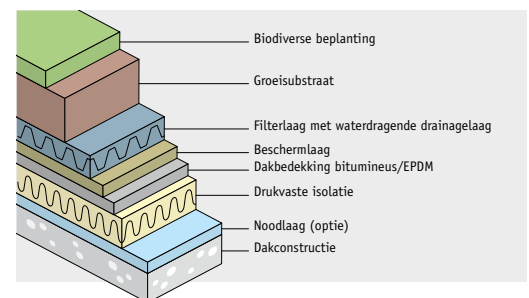 Biodiverse beplanting
Groeisubstraat
Filterlaag met waterdragende drainagelaag
Beschermlaag
Dakbedekking bitumineus/EPDM
Drukvaste isolatie
Noodlaag (optie)
Dakconstructie